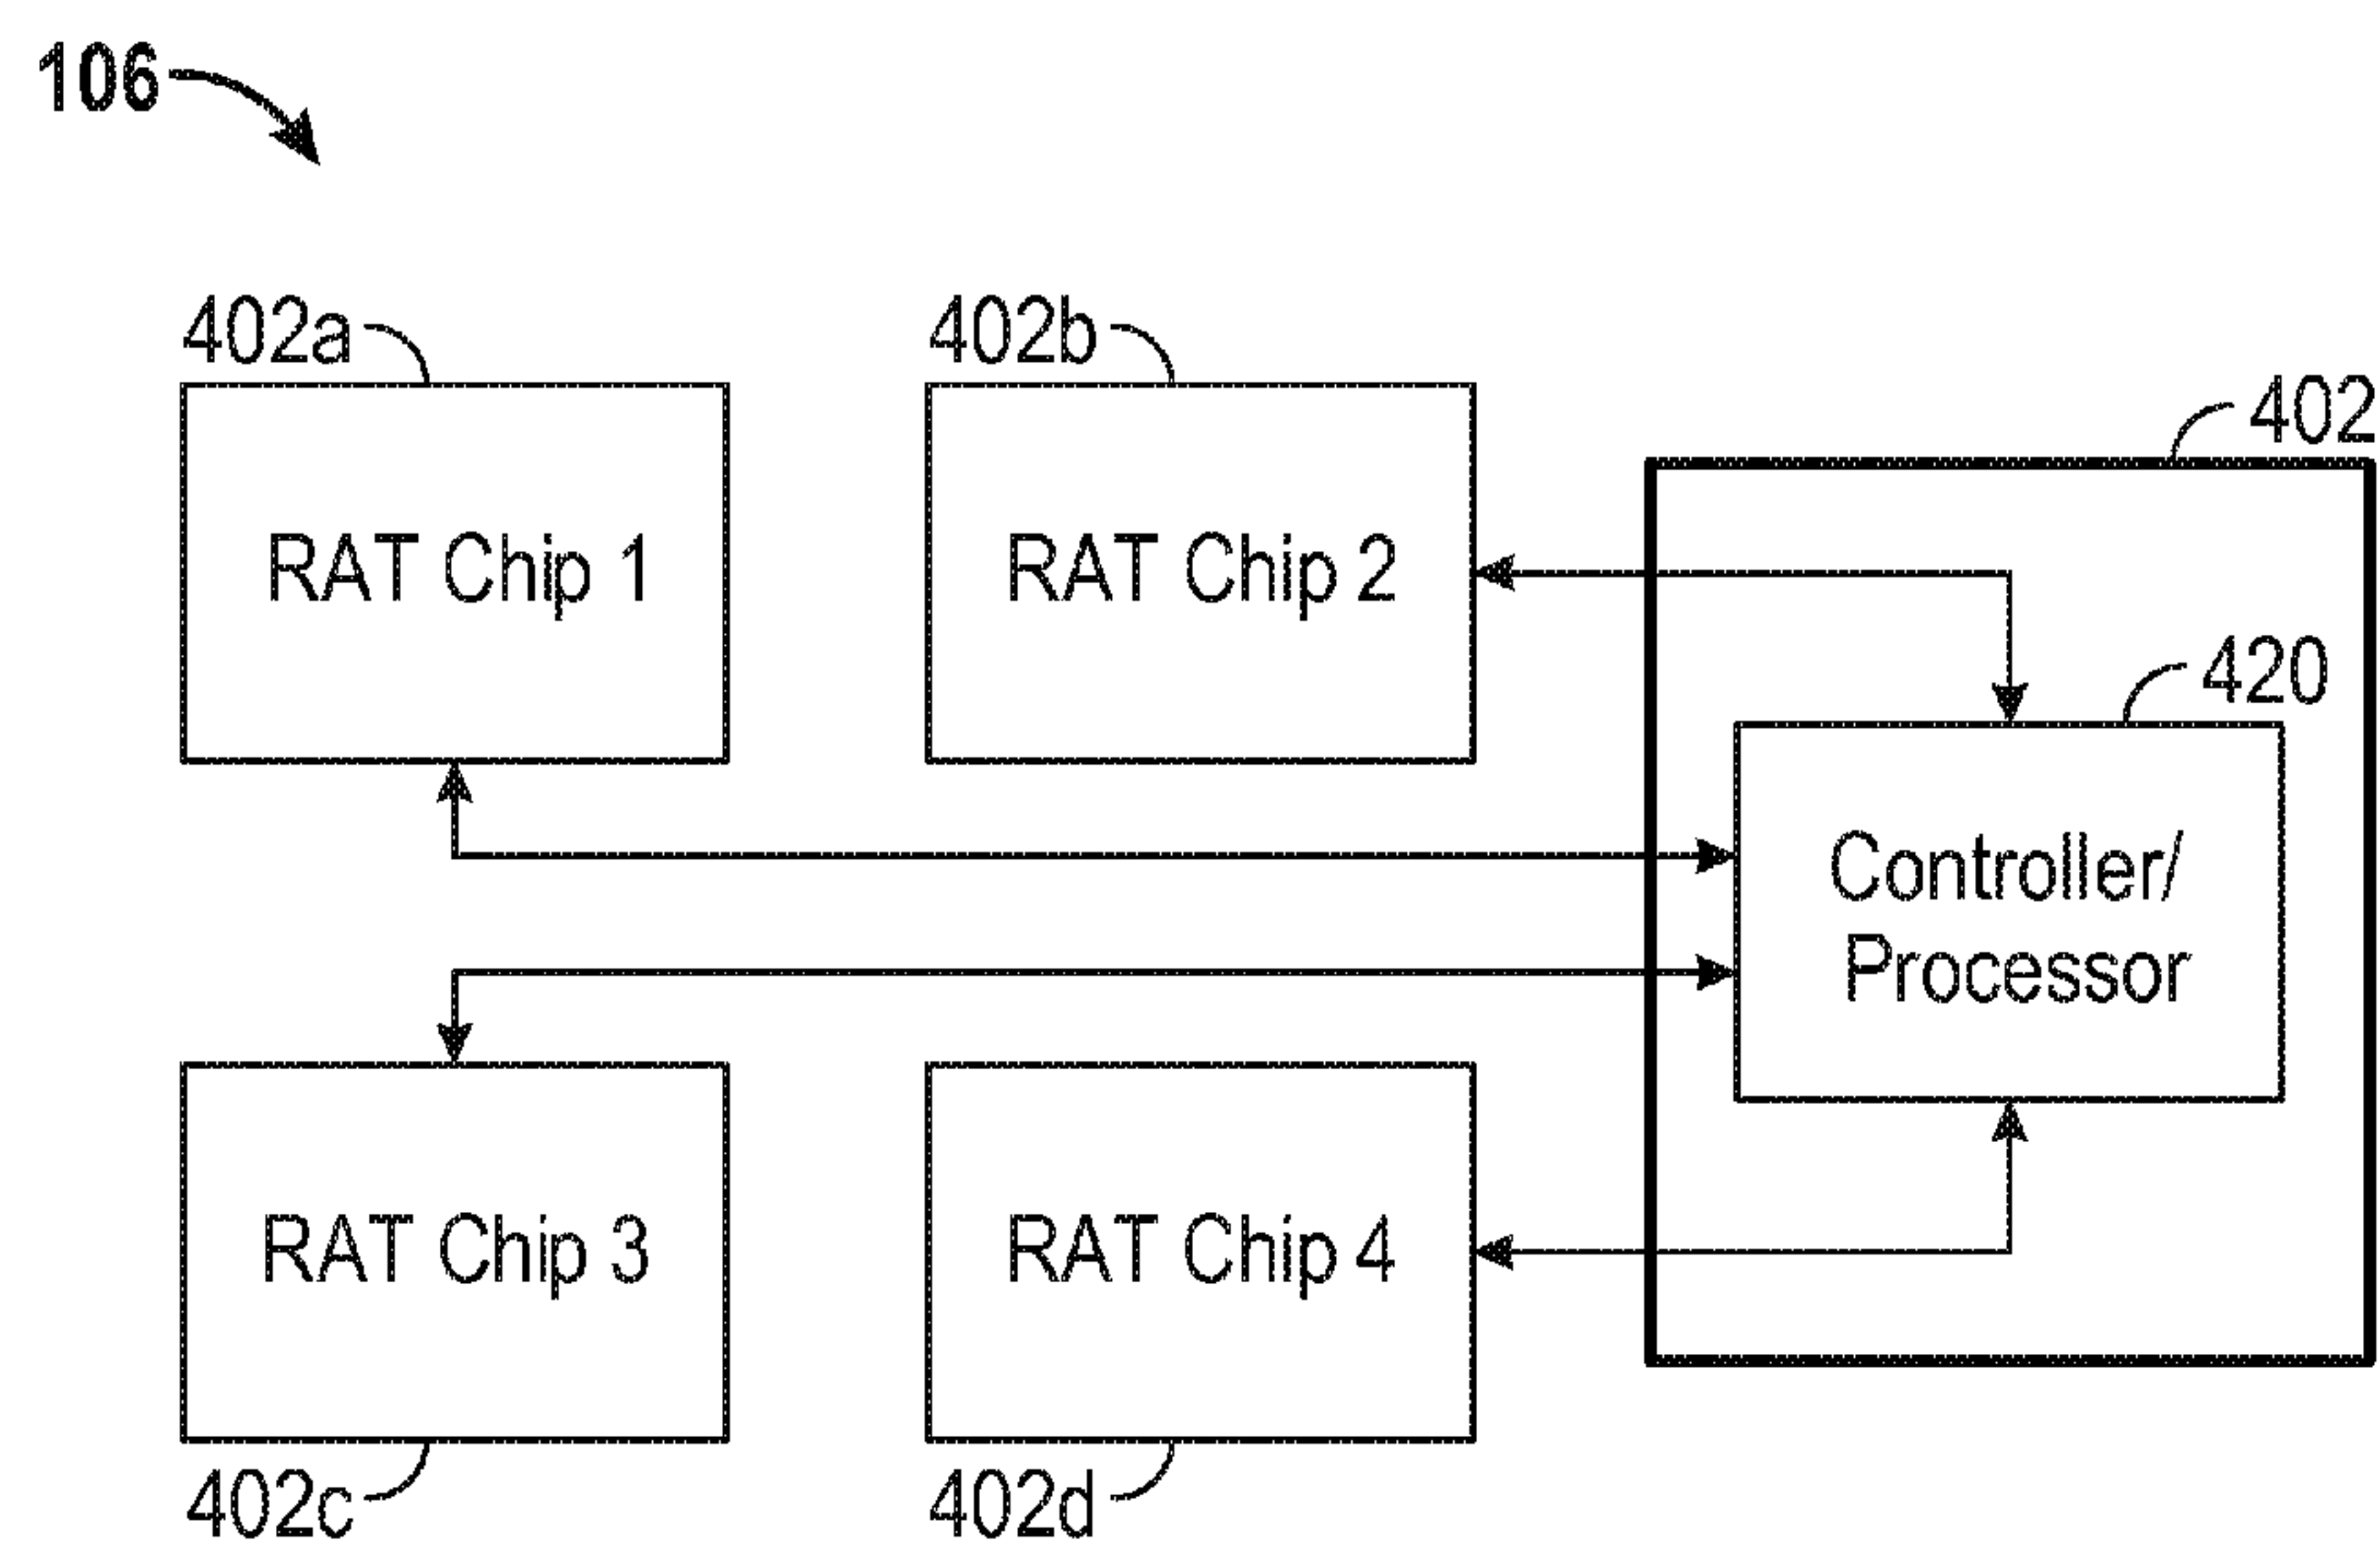 106
402a
402b
402
RAT Chip 1
RAT Chip 2
420
Controller/
Processor
RAT Chip 3
RAT Chip 4
402c
402d